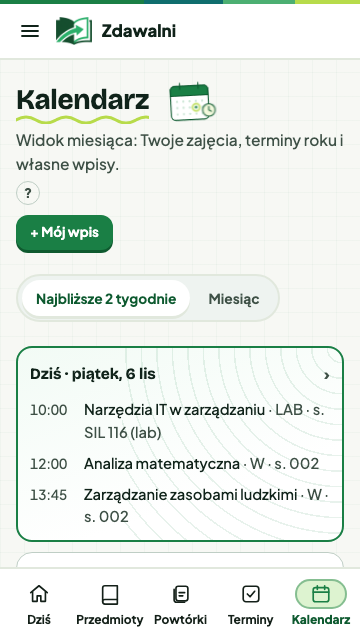 Zdawalni
Kalendarz
Widok miesiąca: Twoje zajęcia, terminy roku i
własne wpisy.
?
+ Mój wpis
Najbliższe 2 tygodnie Miesiąc
Dziś · piątek, 6 lis ›
10:00 Narzędzia IT w zarządzaniu · LAB · s.
SIL 116 (lab)
12:00 Analiza matematyczna · W · s. 002
13:45 Zarządzanie zasobami ludzkimi · W ·
s. 002
Dziś Przedmioty Powtórki Terminy Kalendarz